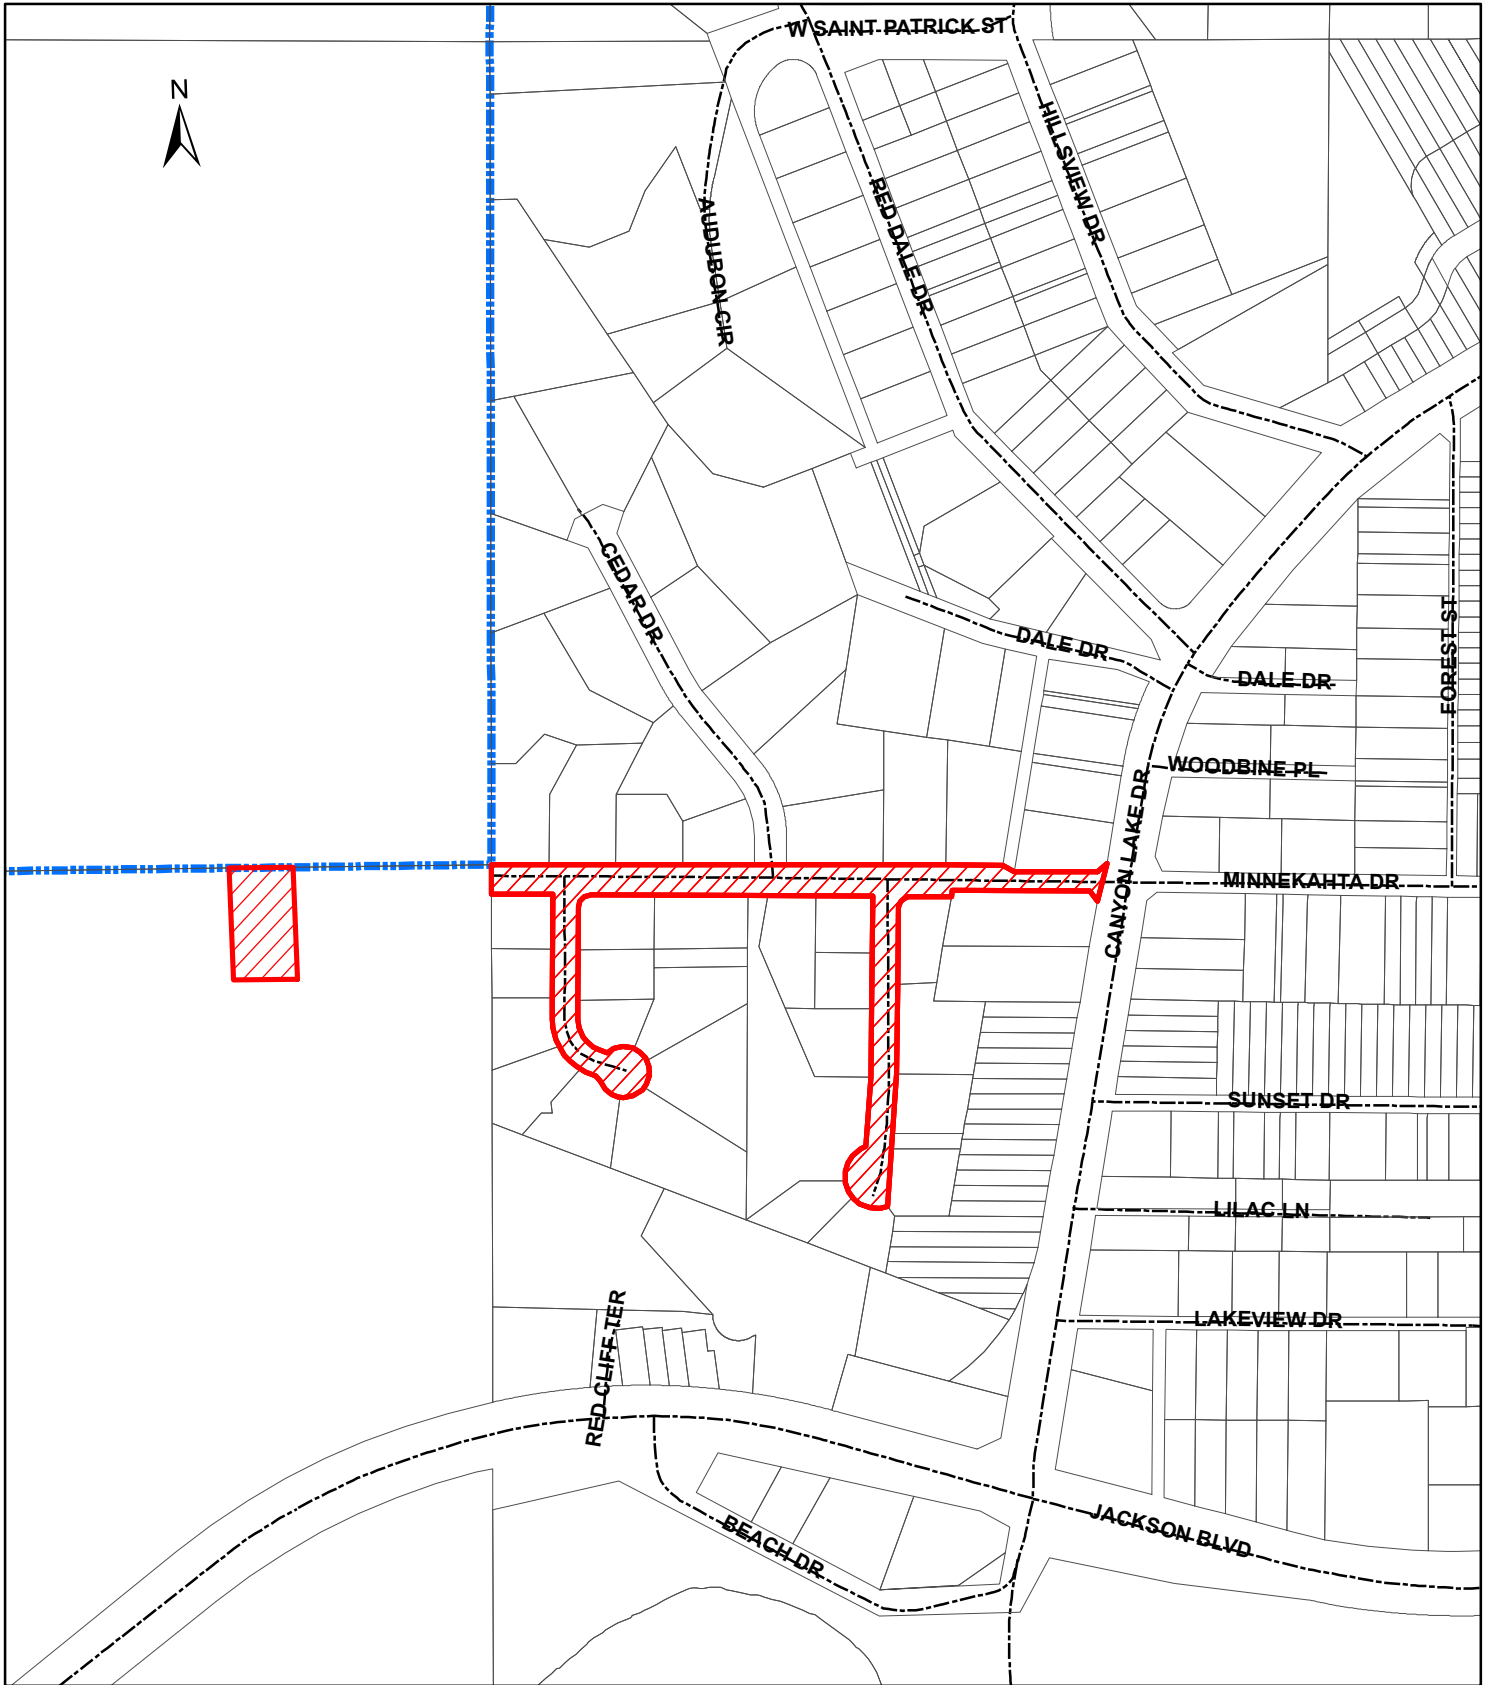 W SAINT PATRICK ST
N
HILLSVIEW DR
RED DALE DR
AUDUBON CIR
CEDAR DR
DALE DR
FOREST ST
DALE DR
WOODBINE PL
CANYON LAKE DR
MINNEKAHTA DR
SUNSET DR
LILAC LN
LAKEVIEW DR
RED CLIFF TER
JACKSON BLVD
BEACH DR